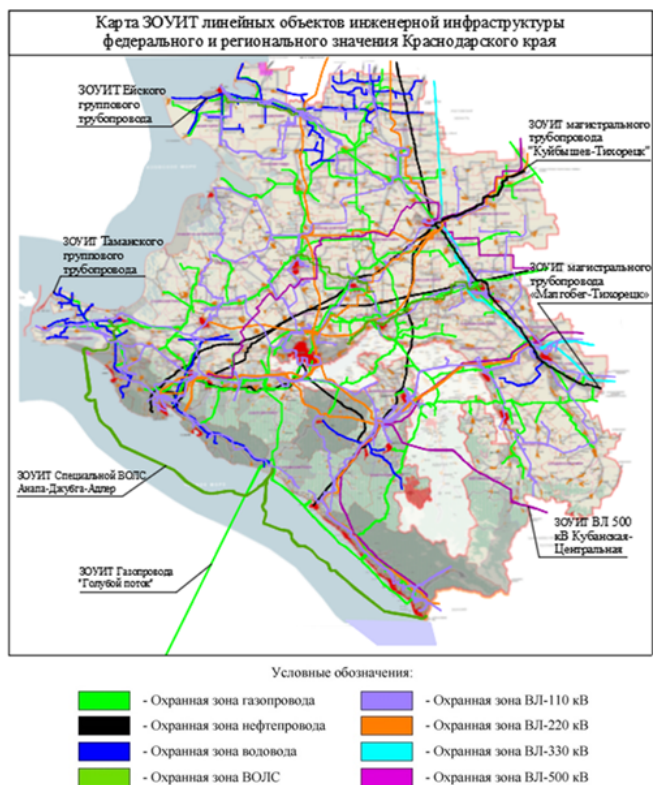 Карта ЗОУИТ линейных объектов инженерной инфраструктуры
федерального и регионального значения Краснодарского края
ЗОУИТ Ейского
группового
трубопровода
ЗОУИТ магистрального
трубопровода
"Куйбышев-Тихорецк"
ЗОУИТ Таманского
группового
трубопровода
ЗОУИТ магистрального
трубопровода
«Малгобег-Тихорецк»
ЗОУИТ Специальной ВОЛС
Анапа-Джубга-Адлер
ЗОУИТ ВЛ 500
кВ Кубанская-
Центральная
ЗОУИТ Газопровода
"Голубой поток"
Условные обозначения:
- Охранная зона газопровода
- Охранная зона нефтепровода
- Охранная зона водовода
- Охранная зона ВОЛС
- Охранная зона ВЛ-110 кВ
- Охранная зона ВЛ-220 кВ
- Охранная зона ВЛ-330 кВ
- Охранная зона ВЛ-500 кВ